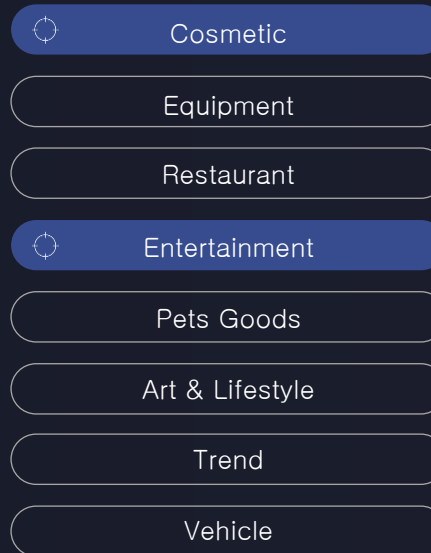 Cosmetic
Equipment
Restaurant
Entertainment
Pets Goods
Art & Lifestyle
Trend
Vehicle